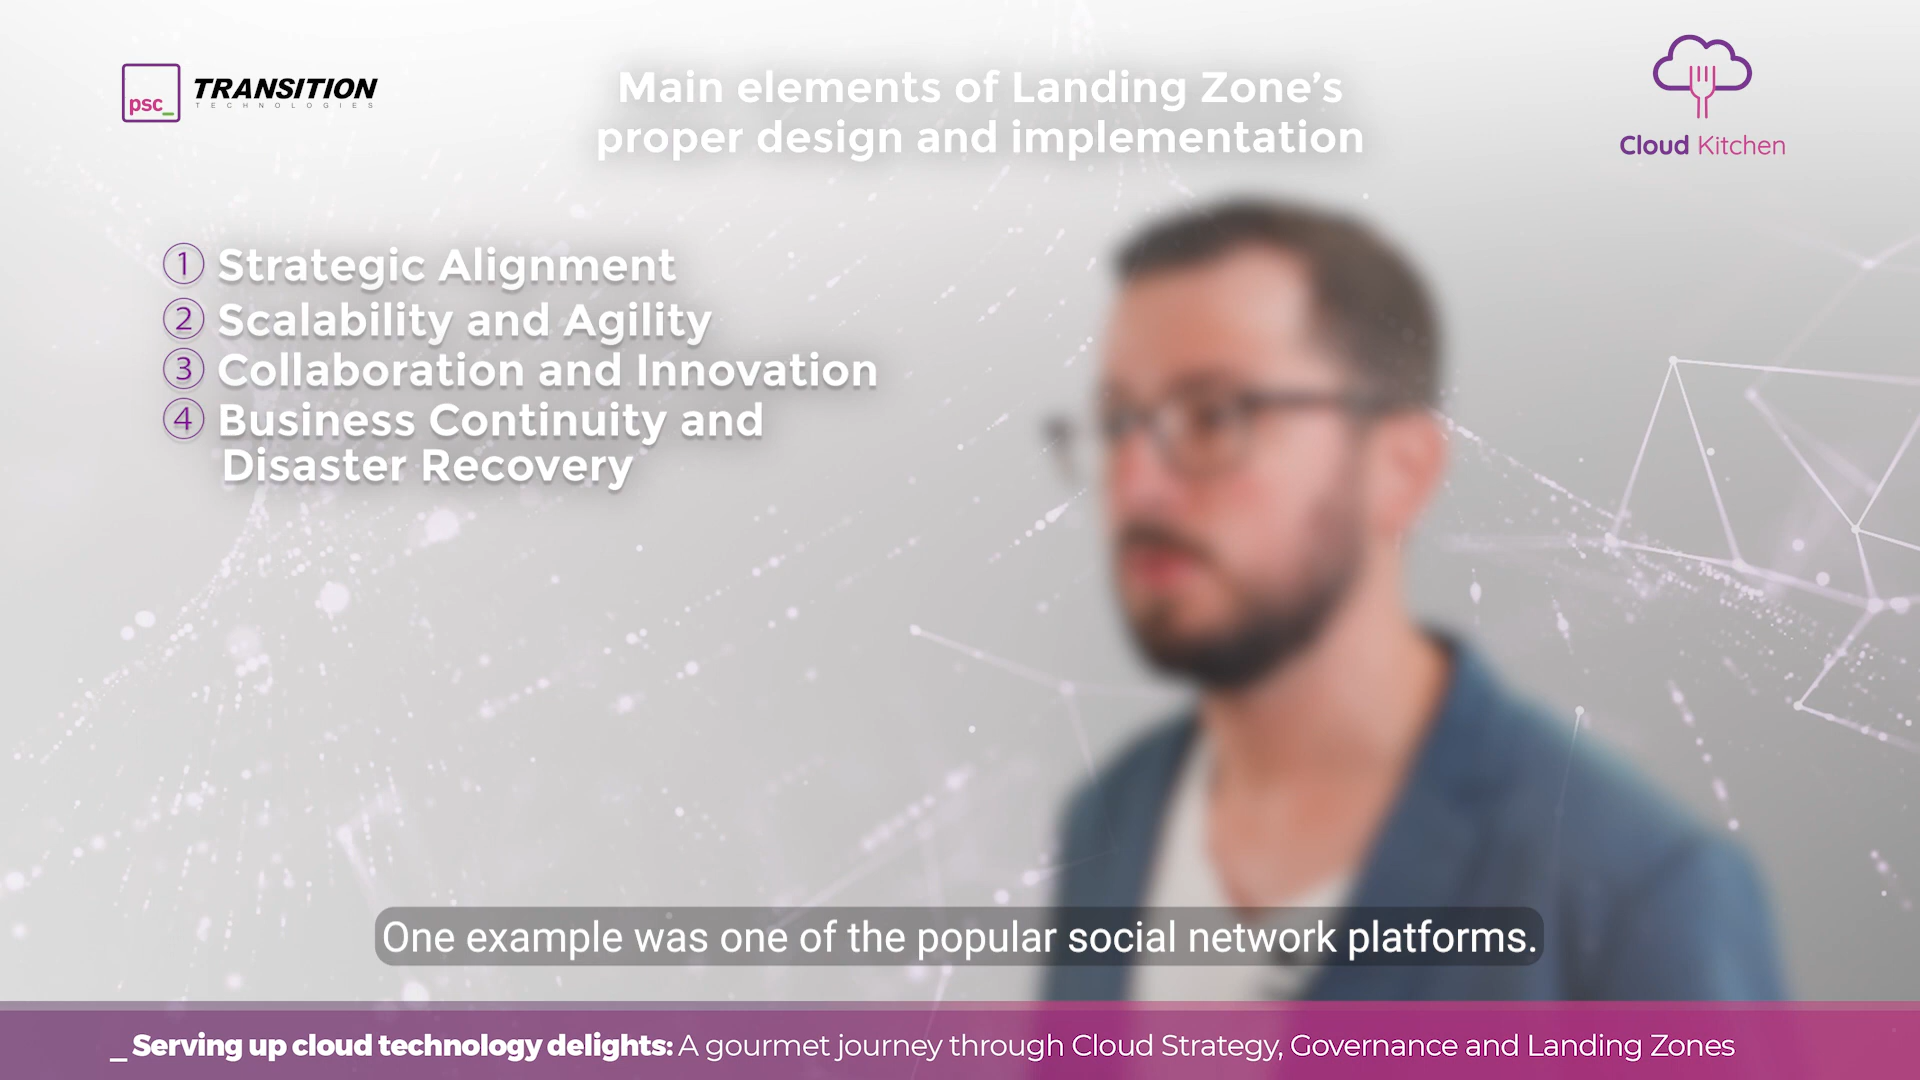 psc_
TRANSITION
TECHNOLOGIES
Main elements of Landing Zone’s
proper design and implementation
Cloud Kitchen
1 Strategic Alignment
2 Scalability and Agility
3 Collaboration and Innovation
4 Business Continuity and
Disaster Recovery
One example was one of the popular social network platforms.
_ Serving up cloud technology delights: A gourmet journey through Cloud Strategy, Governance and Landing Zones